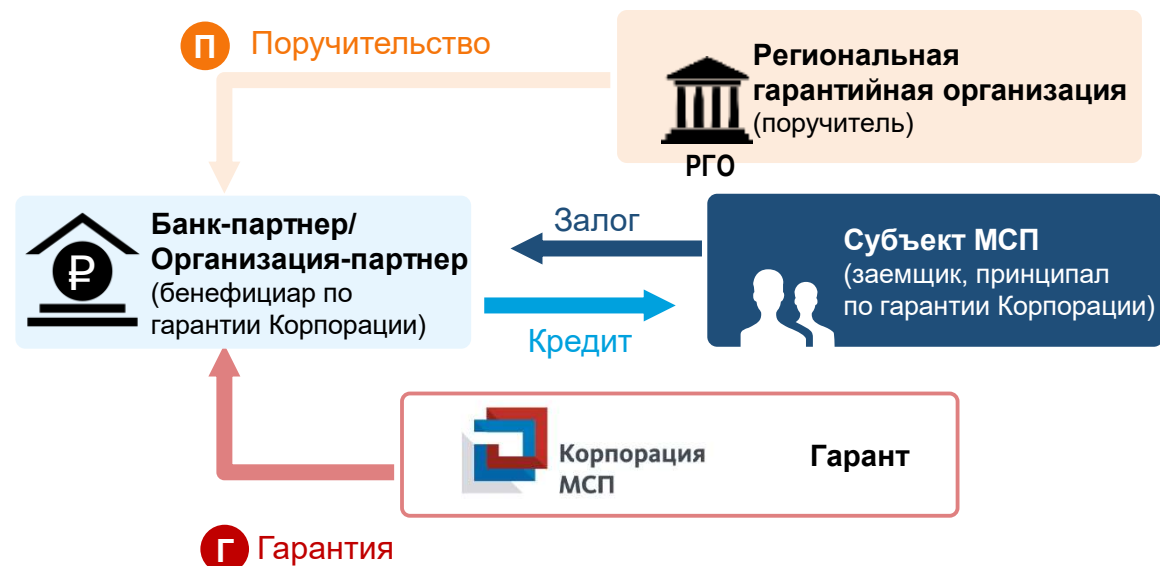 П Поручительство
Региональная
гарантийная организация
(поручитель)
РГО
Банк-партнер/
Организация-партнер
(бенефициар по
гарантии Корпорации)
Залог
Кредит
Субъект МСП
(заемщик, принципал
по гарантии Корпорации)
Корпорация
МСП
Гарант
Г Гарантия